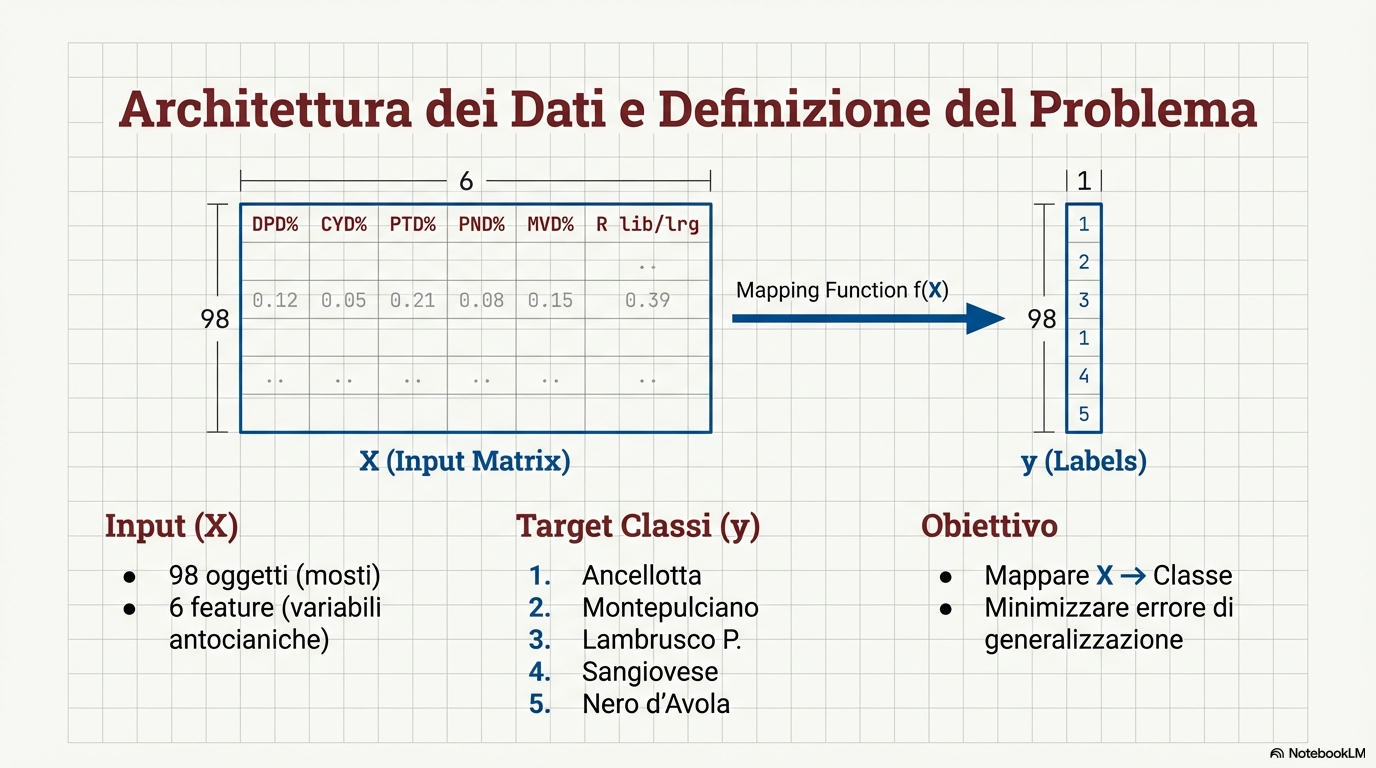 Architettura dei Dati e Definizione del Problema
6
1
DPD% CYD% PTD% PND% MVD% R lib/lrg
..
0.12 0.05 0.21 0.08 0.15 0.39
.. .. .. .. .. ..
98
X (Input Matrix)
Mapping Function f(X)
98
1
2
3
1
4
5
y (Labels)
Input (X)
● 98 oggetti (mosti)
● 6 feature (variabili
antocianiche)
Target Classi (y)
1. Ancellotta
2. Montepulciano
3. Lambrusco P.
4. Sangiovese
5. Nero d'Avola
Obiettivo
● Mappare X → Classe
● Minimizzare errore di
generalizzazione
NotebookLM